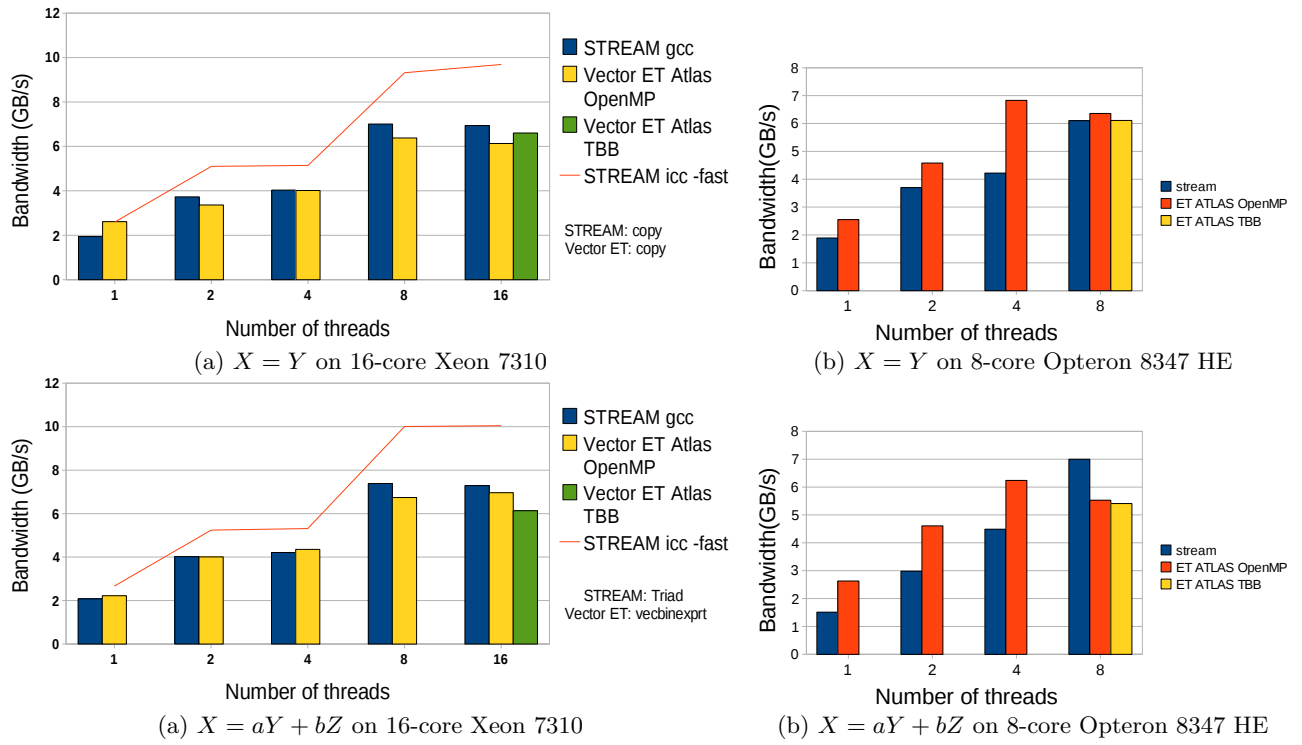 12
10
8
6
4
2
0
Bandwidth (GB/s)
1 2 4 8 16
Number of threads
STREAM gcc
Vector ET Atlas
OpenMP
Vector ET Atlas
TBB
STREAM icc -fast
STREAM: copy
Vector ET: copy
(a) X = Y on 16-core Xeon 7310
8
7
6
5
4
3
2
1
0
Bandwidth(GB/s)
1 2 4 8
Number of threads
stream
ET ATLAS OpenMP
ET ATLAS TBB
(b) X = Y on 8-core Opteron 8347 HE
12
10
8
6
4
2
0
Bandwidth (GB/s)
1 2 4 8 16
Number of threads
STREAM gcc
Vector ET Atlas
OpenMP
Vector ET Atlas
TBB
STREAM icc -fast
STREAM: Triad
Vector ET: vecbinexprt
(a) X = aY + bZ on 16-core Xeon 7310
8
7
6
5
4
3
2
1
0
Bandwidth(GB/s)
1 2 4 8
Number of threads
stream
ET ATLAS OpenMP
ET ATLAS TBB
(b) X = aY + bZ on 8-core Opteron 8347 HE